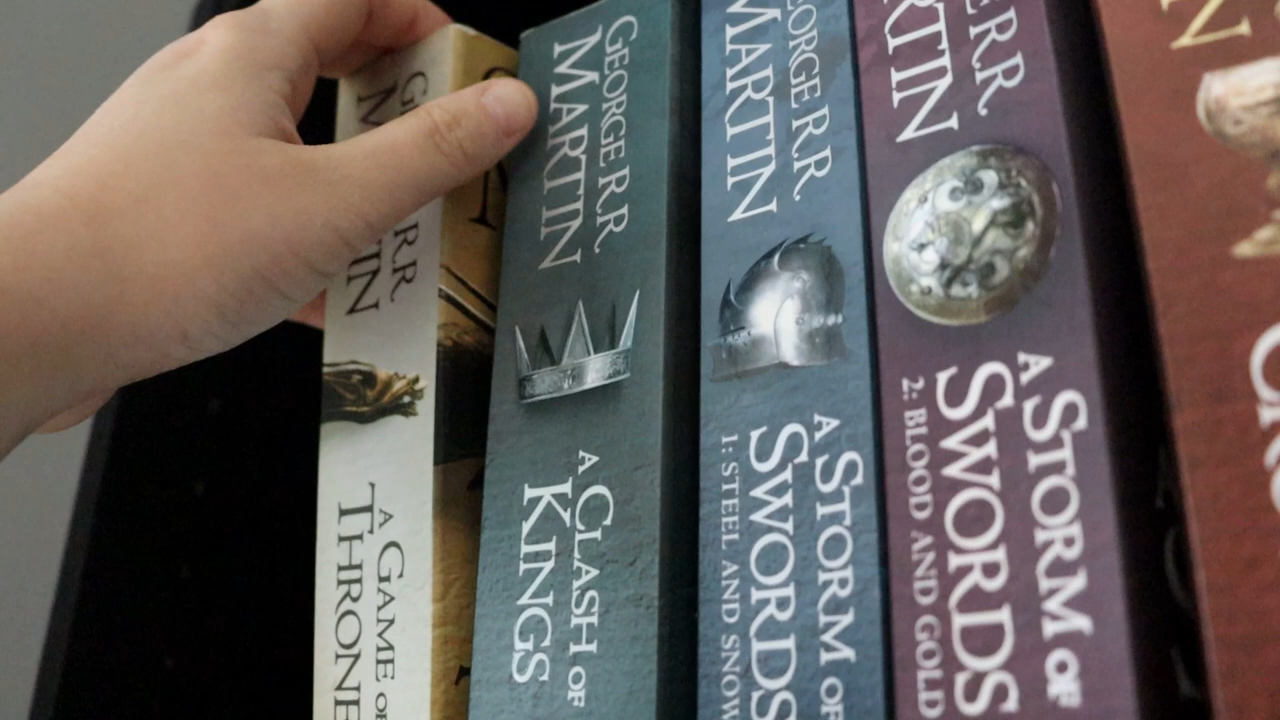 GEORGE R.R.
MARTIN
A CLASH OF
KINGS
A GAME OF
THRONE
GEORGE R R
MARTIN
A STORM OF
SWORDS
1: STEEL AND SNOW
RR
MARTIN
A STORM OF
SWORDS
2: BLOOD AND GOLD
N